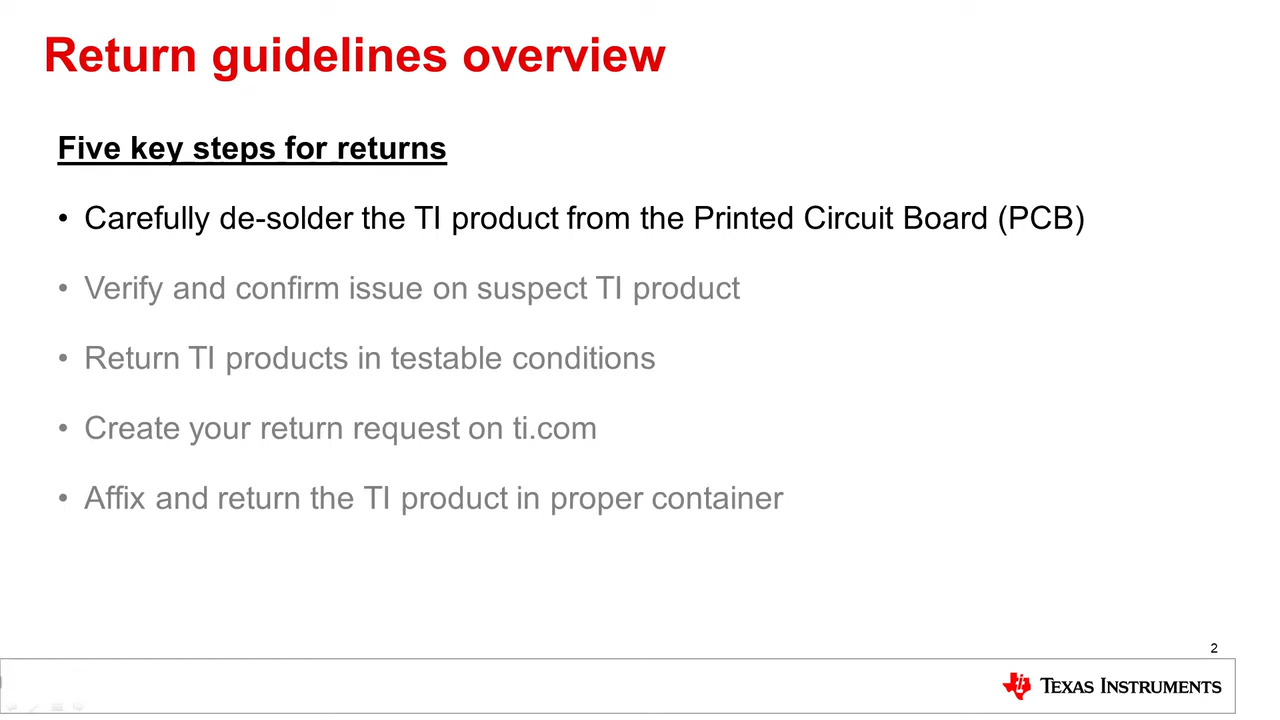 Return guidelines overview
Five key steps for returns
• Carefully de-solder the TI product from the Printed Circuit Board (PCB)
• Verify and confirm issue on suspect TI product
• Return TI products in testable conditions
• Create your return request on ti.com
• Affix and return the TI product in proper container
2
TEXAS INSTRUMENTS